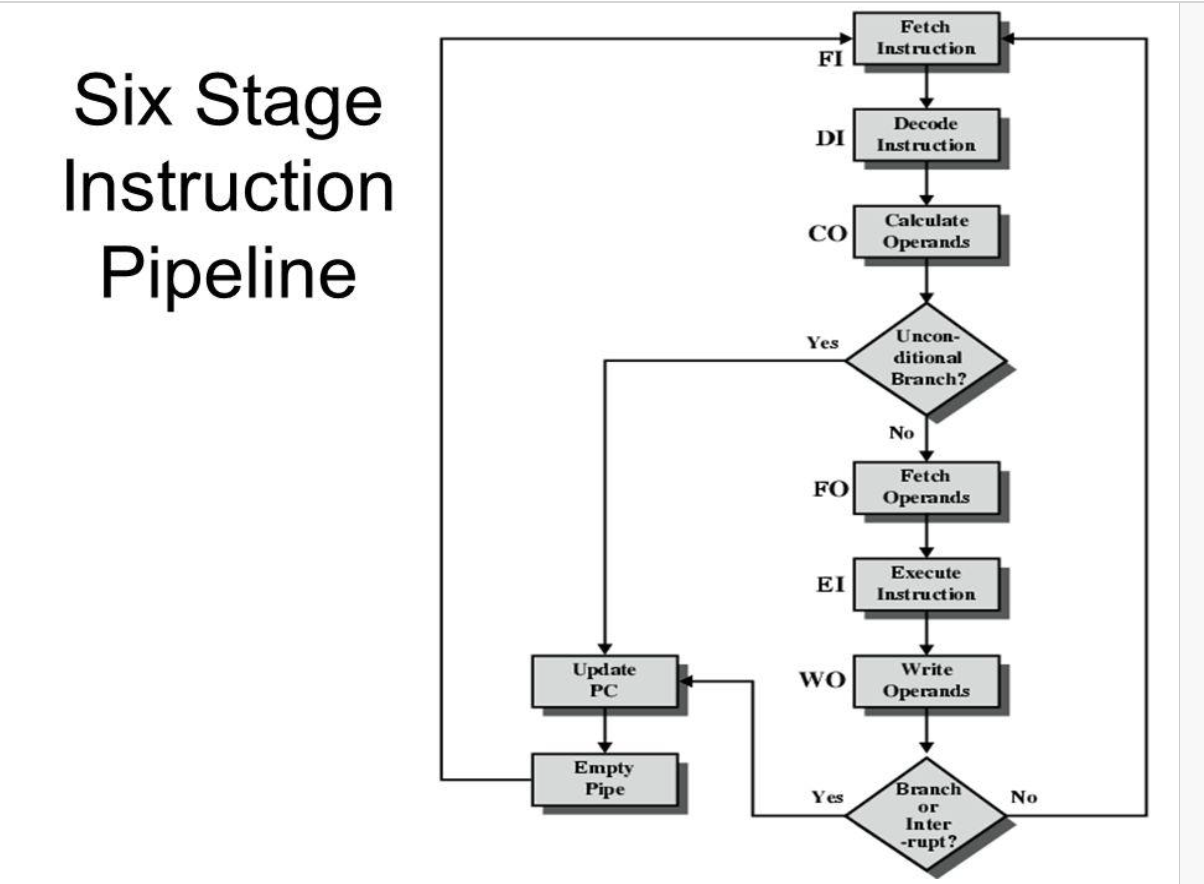 Six Stage
Instruction
Pipeline
Fetch
Instruction
FI
Decode
Instruction
DI
Calculate
Operands
CO
Uncon-
ditional
Branch?
Yes
No
Fetch
Operands
FO
Execute
Instruction
EI
Write
Operands
WO
Update
PC
Empty
Pipe
Branch
or
Inter
-rupt?
Yes
No